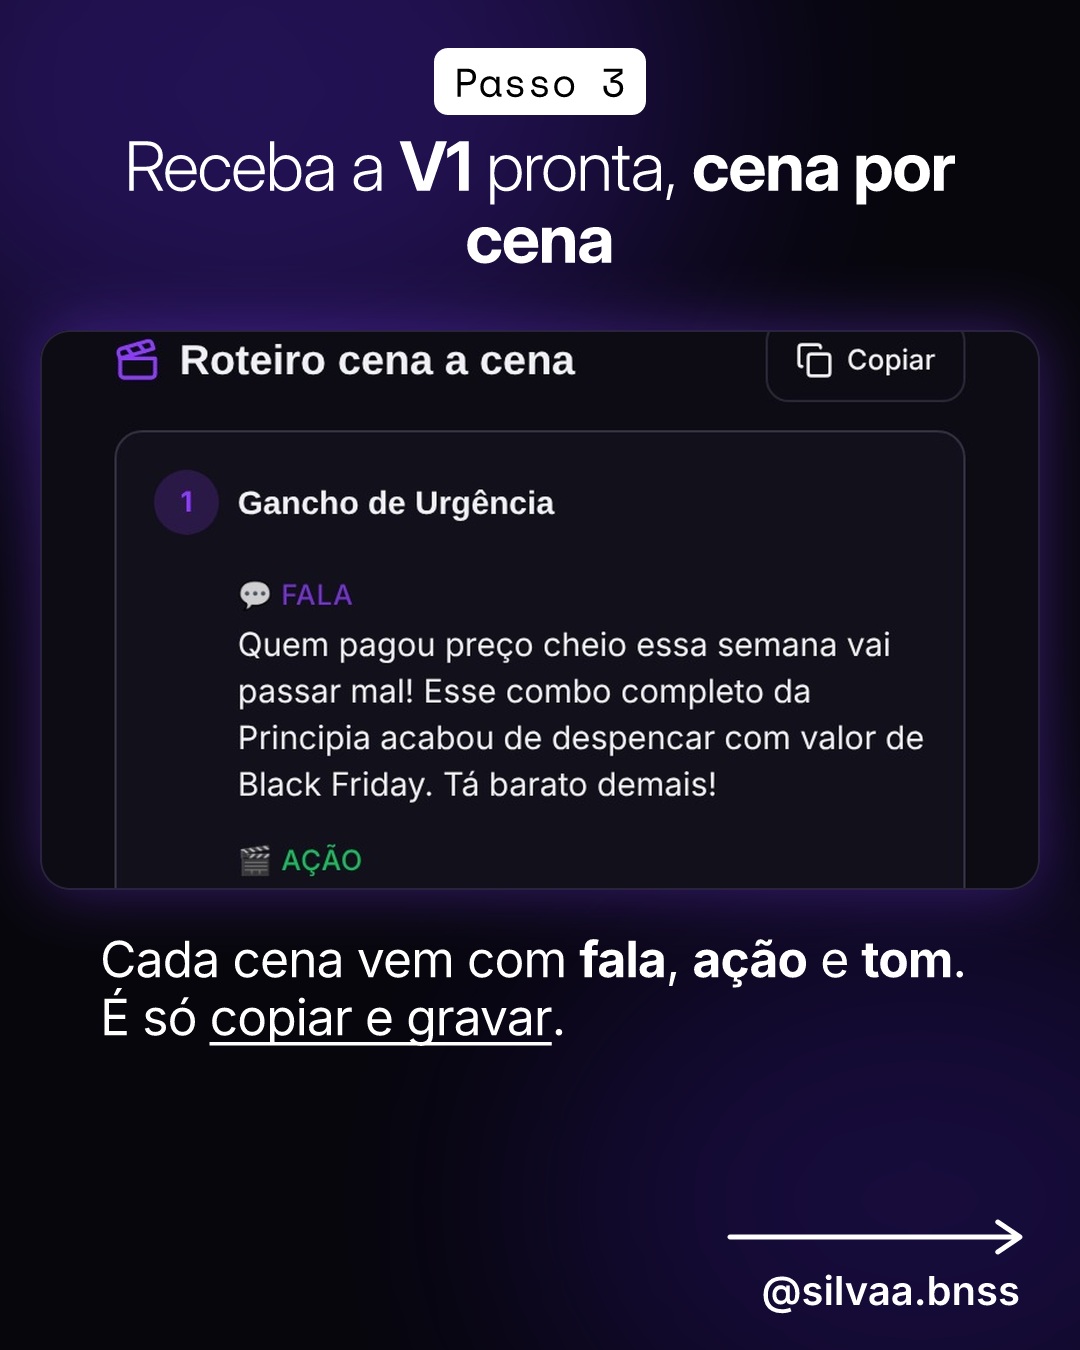 Passo 3
Receba a V1 pronta, cena por
cena
Roteiro cena a cena
Copiar
1
Gancho de Urgência
💬 FALA
Quem pagou preço cheio essa semana vai
passar mal! Esse combo completo da
Principia acabou de despencar com valor de
Black Friday. Tá barato demais!
🎬 AÇÃO
Cada cena vem com fala, ação e tom.
É só copiar e gravar.
@silvaa.bnss